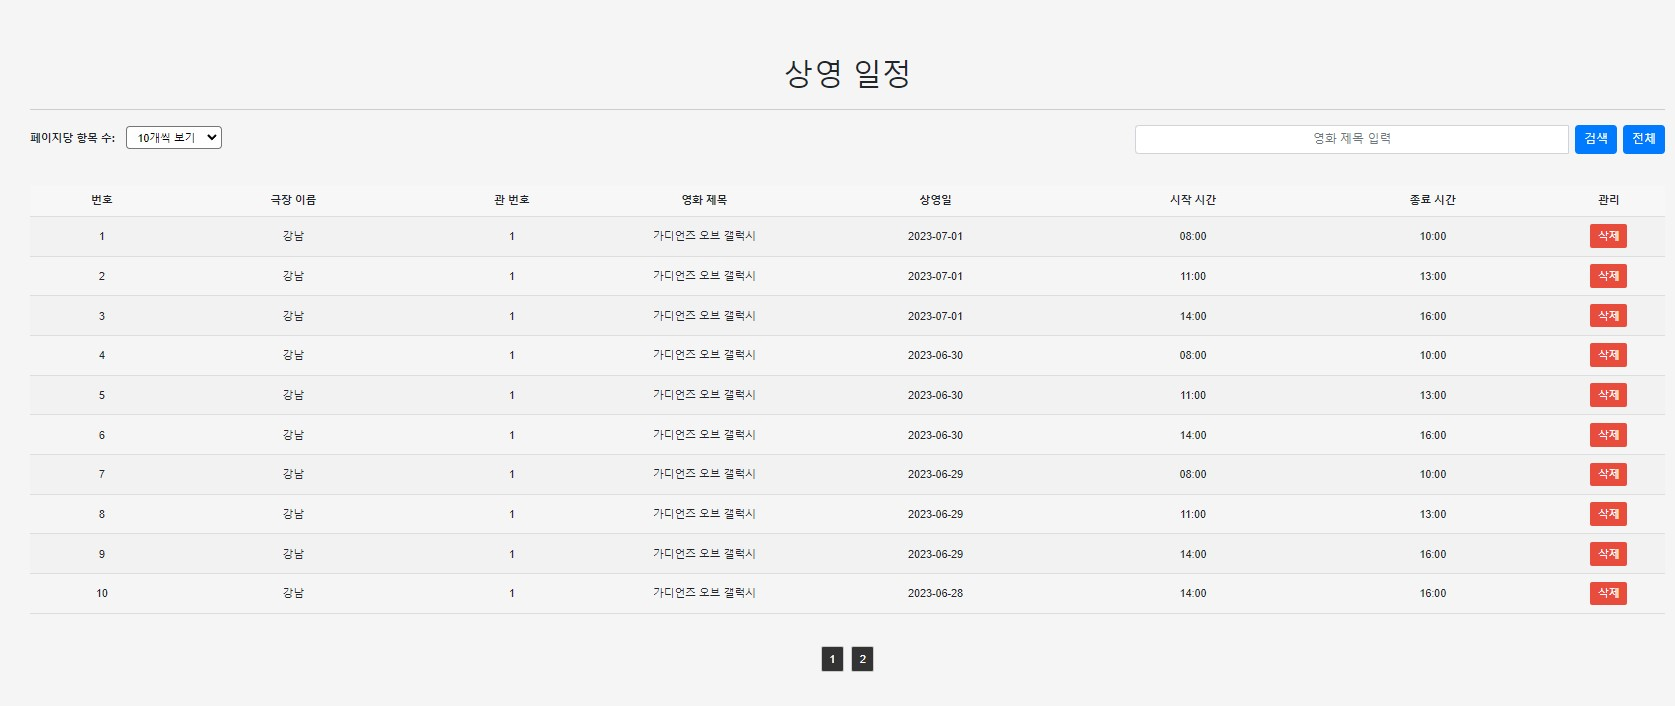 상영 일정
페이지당 항목 수: 10개씩 보기 영화 제목 입력 검색 전체
번호 극장 이름 관 번호 영화 제목 상영일 시작 시간 종료 시간 관리
1 강남 1 가디언즈 오브 갤럭시 2023-07-01 08:00 10:00 삭제
2 강남 1 가디언즈 오브 갤럭시 2023-07-01 11:00 13:00 삭제
3 강남 1 가디언즈 오브 갤럭시 2023-07-01 14:00 16:00 삭제
4 강남 1 가디언즈 오브 갤럭시 2023-06-30 08:00 10:00 삭제
5 강남 1 가디언즈 오브 갤럭시 2023-06-30 11:00 13:00 삭제
6 강남 1 가디언즈 오브 갤럭시 2023-06-30 14:00 16:00 삭제
7 강남 1 가디언즈 오브 갤럭시 2023-06-29 08:00 10:00 삭제
8 강남 1 가디언즈 오브 갤럭시 2023-06-29 11:00 13:00 삭제
9 강남 1 가디언즈 오브 갤럭시 2023-06-29 14:00 16:00 삭제
10 강남 1 가디언즈 오브 갤럭시 2023-06-28 14:00 16:00 삭제
1 2